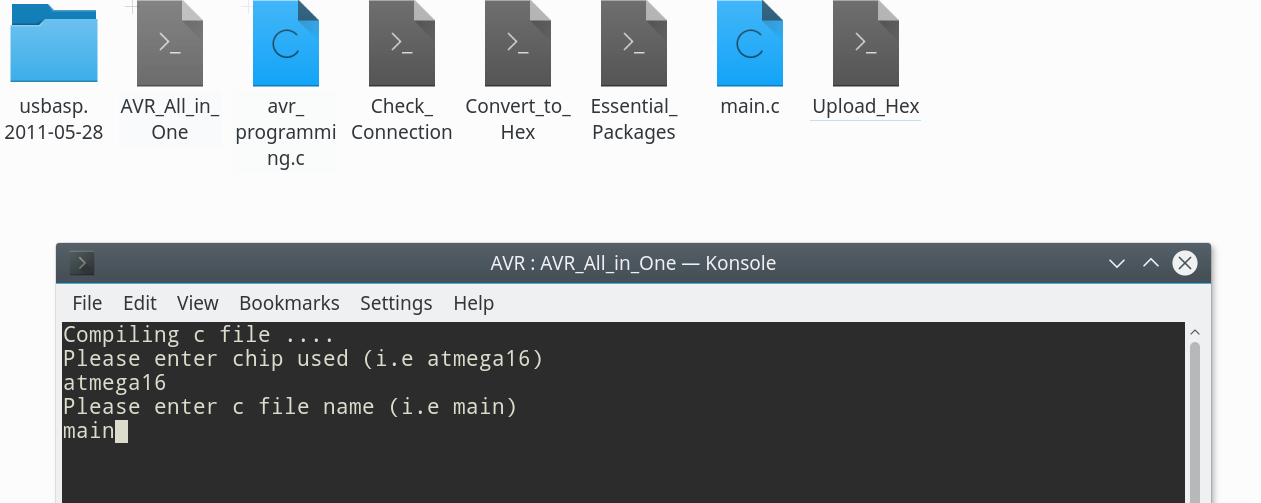 usbasp.
2011-05-28
AVR_All_in_
One
avr_
programmi
ng.c
Check_
Connection
Convert_to_
Hex
Essential_
Packages
main.c
Upload_Hex
AVR : AVR_All_in_One — Konsole
File Edit View Bookmarks Settings Help
Compiling c file ....
Please enter chip used (i.e atmega16)
atmega16
Please enter c file name (i.e main)
main